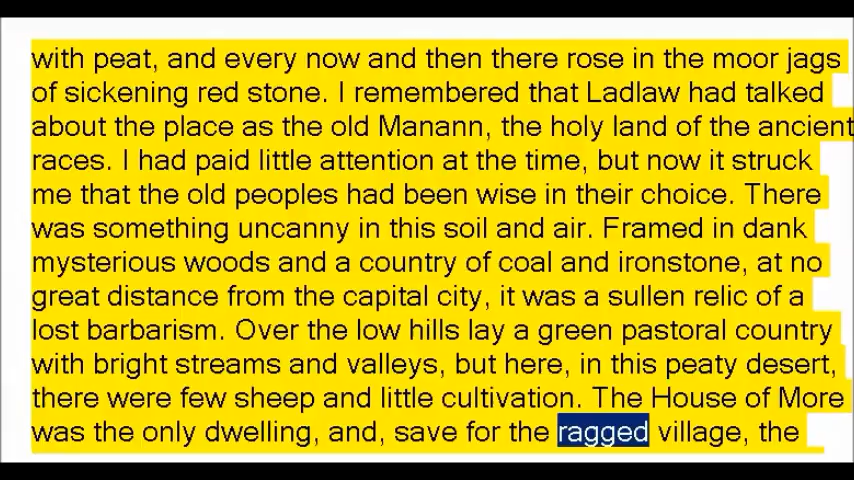 with peat, and every now and then there rose in the moor jags
of sickening red stone. I remembered that Ladlaw had talked
about the place as the old Manann, the holy land of the ancient
races. I had paid little attention at the time, but now it struck
me that the old peoples had been wise in their choice. There
was something uncanny in this soil and air. Framed in dank
mysterious woods and a country of coal and ironstone, at no
great distance from the capital city, it was a sullen relic of a
lost barbarism. Over the low hills lay a green pastoral country
with bright streams and valleys, but here, in this peaty desert,
there were few sheep and little cultivation. The House of More
was the only dwelling, and, save for the ragged village, the